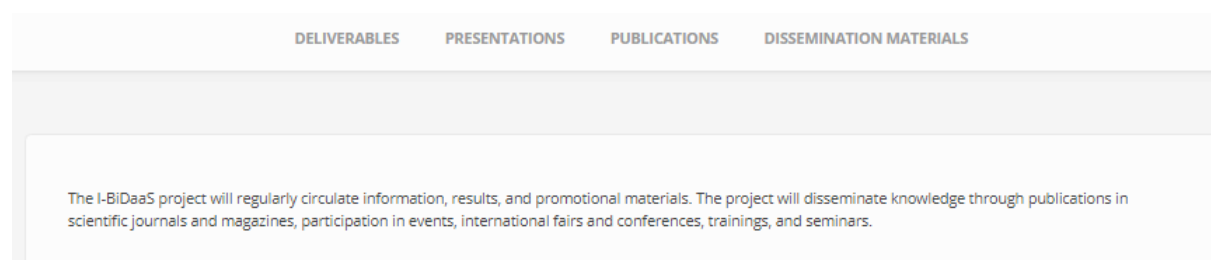 DELIVERABLES PRESENTATIONS PUBLICATIONS DISSEMINATION MATERIALS
The I-BiDaaS project will regularly circulate information, results, and promotional materials. The project will disseminate knowledge through publications in
scientific journals and magazines, participation in events, international fairs and conferences, trainings, and seminars.